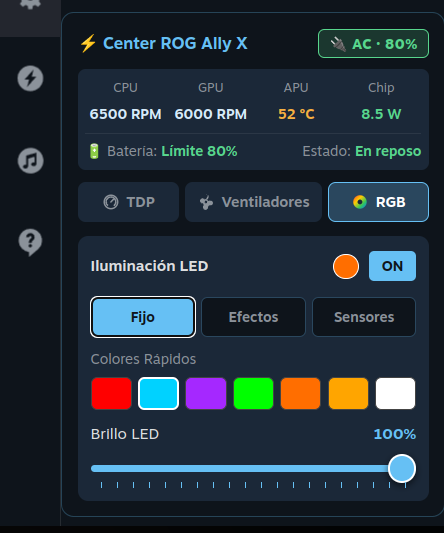 ⚡ Center ROG Ally X
🔌 AC · 80%
CPU GPU APU Chip
6500 RPM 6000 RPM 52 °C 8.5 W
🔋 Batería: Límite 80% Estado: En reposo
TDP Ventiladores RGB
Iluminación LED ON
Fijo Efectos Sensores
Colores Rápidos
Brillo LED 100%